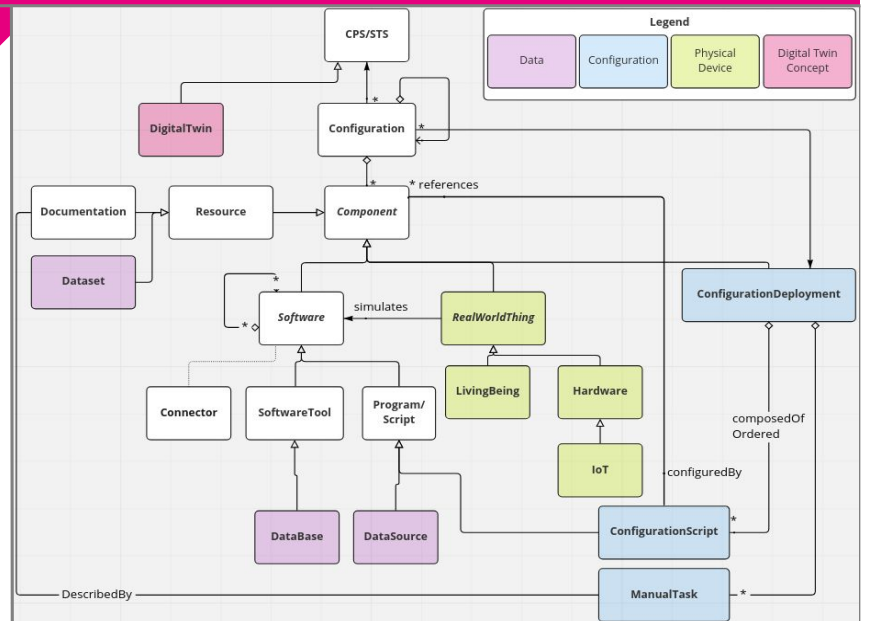 CPS/STS
Legend
Data
Configuration
Physical
Device
Digital Twin
Concept
DigitalTwin
*
Configuration
*
*
* references
Documentation
Resource
Component
Dataset
*
*
Software
simulates
RealWorldThing
ConfigurationDeployment
Connector
SoftwareTool
Program/
Script
LivingBeing
Hardware
composedOf
Ordered
IoT
configuredBy
DataBase
DataSource
ConfigurationScript
*
DescribedBy
ManualTask
*